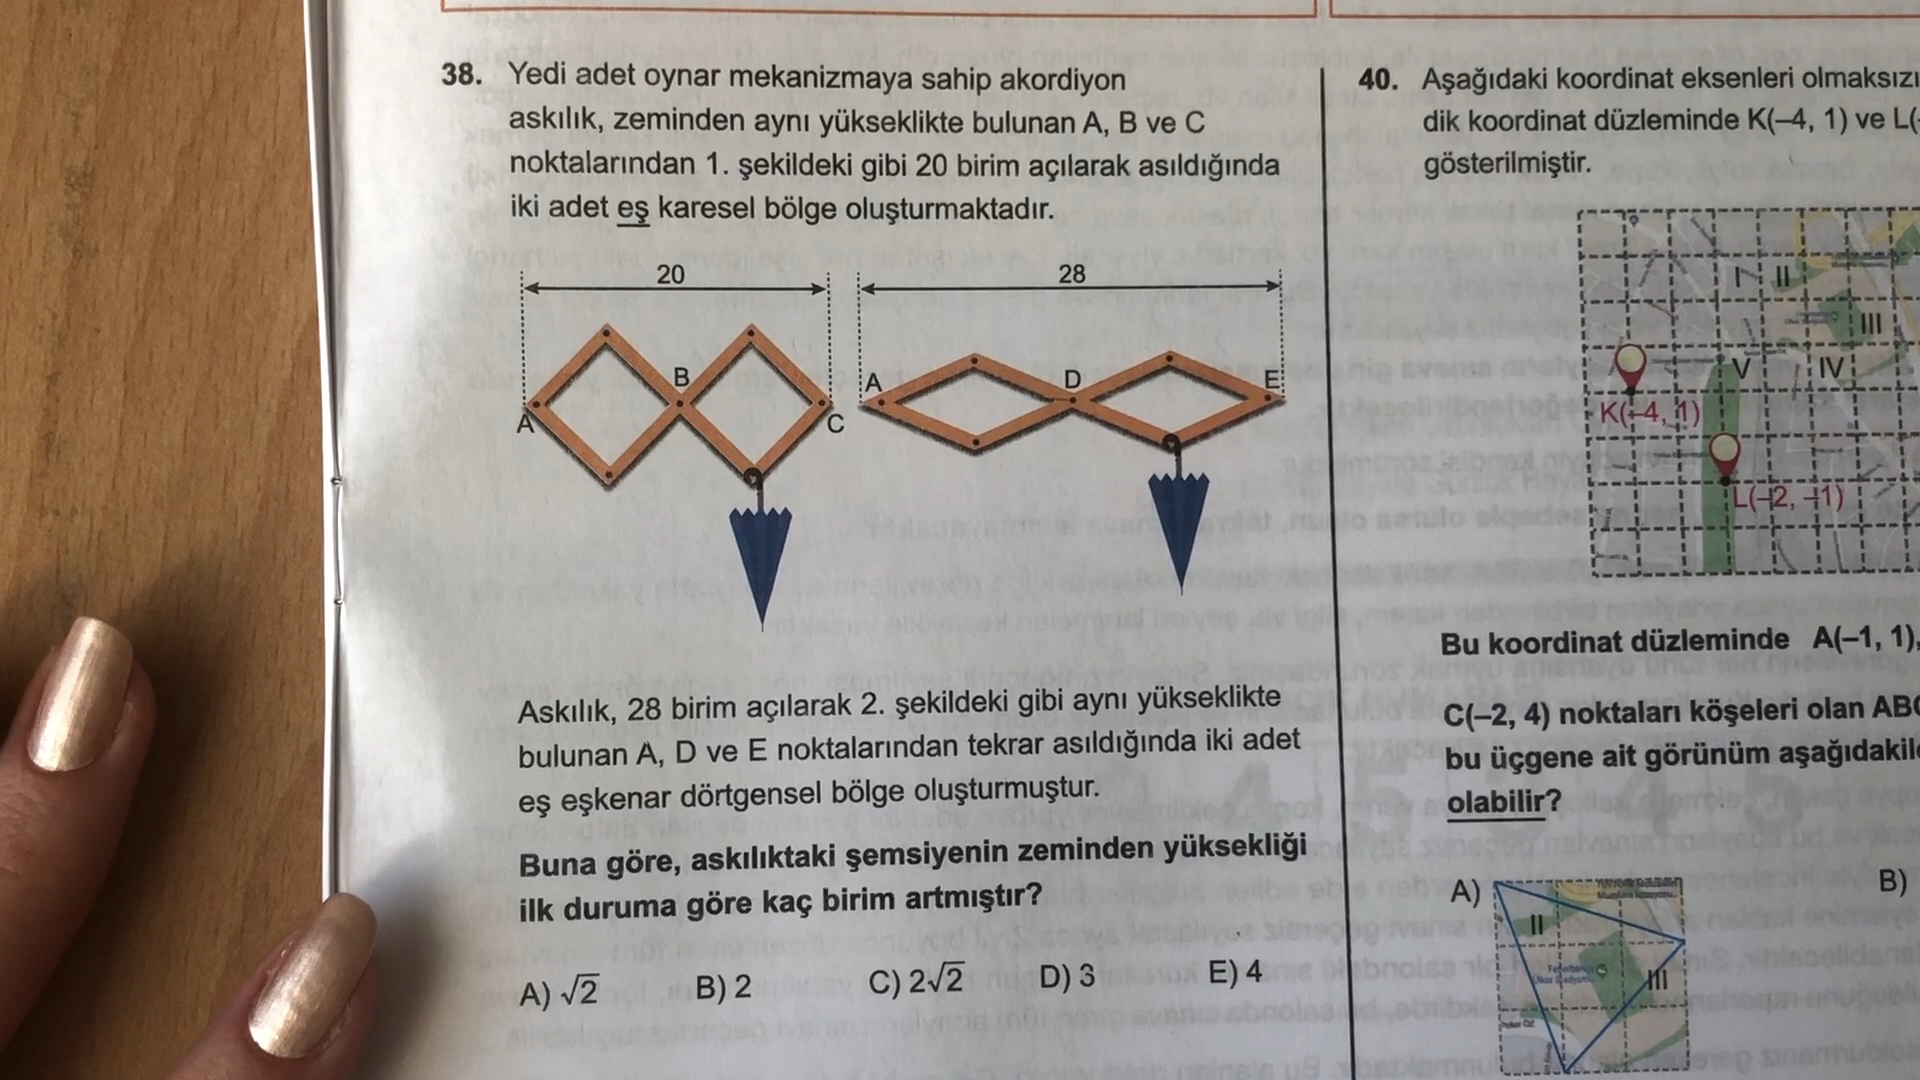 38. Yedi adet oynar mekanizmaya sahip akordiyon
askılık, zeminden aynı yükseklikte bulunan A, B ve C
noktalarından 1. şekildeki gibi 20 birim açılarak asıldığında
iki adet eş karesel bölge oluşturmaktadır.
20
28
A
B
C
A
D
E
Askılık, 28 birim açılarak 2. şekildeki gibi aynı yükseklikte
bulunan A, D ve E noktalarından tekrar asıldığında iki adet
eş eşkenar dörtgensel bölge oluşturmuştur.
Buna göre, askılıktaki şemsiyenin zeminden yüksekliği
ilk duruma göre kaç birim artmıştır?
A) √2 B) 2 C) 2√2 D) 3 E) 4
40. Aşağıdaki koordinat eksenleri
dik koordinat düzleminde K(–4, 1) ve
gösterilmiştir.
I II
III
V IV
K(–4, 1)
L(–2, –1)
Bu koordinat düzleminde A(–1, 1),
C(–2, 4) noktaları köşeleri olan
bu üçgene ait görünüm
olabilir?
A)
II
III
B)